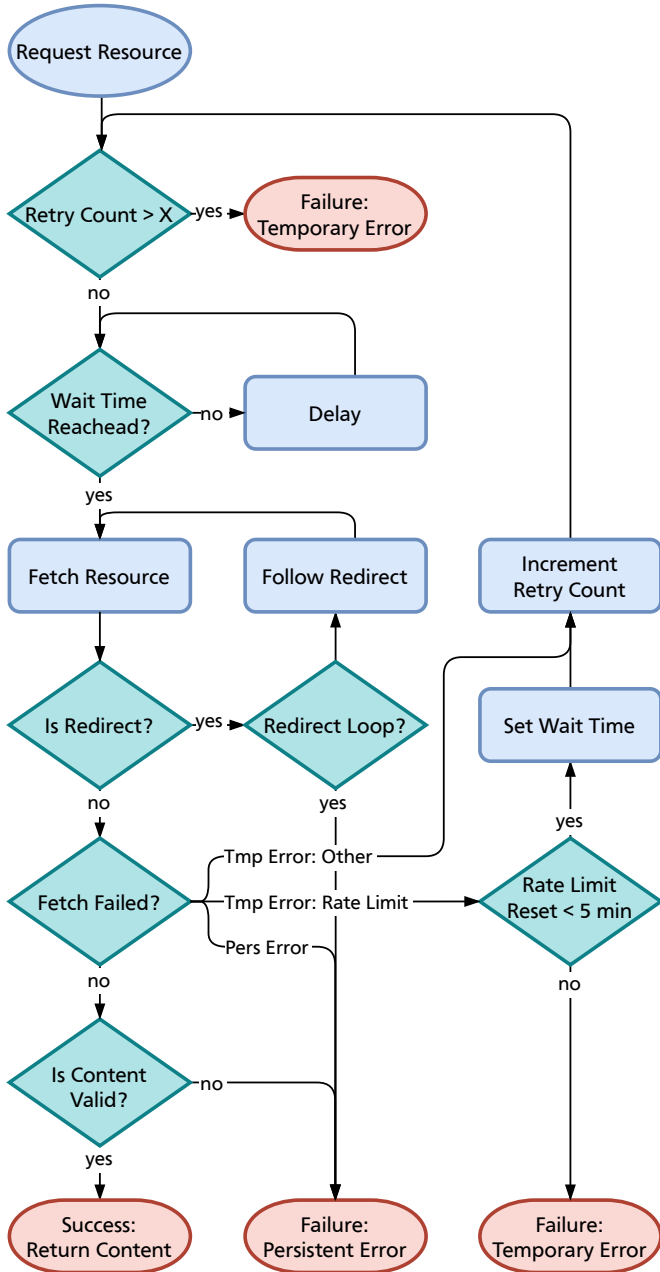 Request Resource
Retry Count > X
yes
Failure:
Temporary Error
no
Wait Time
Reachead?
no
Delay
yes
Fetch Resource
Follow Redirect
Increment
Retry Count
Is Redirect?
yes
Redirect Loop?
Set Wait Time
no
yes
yes
Tmp Error: Other
Fetch Failed?
Tmp Error: Rate Limit
Rate Limit
Reset < 5 min
Pers Error
no
no
Is Content
Valid?
no
yes
Success:
Return Content
Failure:
Persistent Error
Failure:
Temporary Error